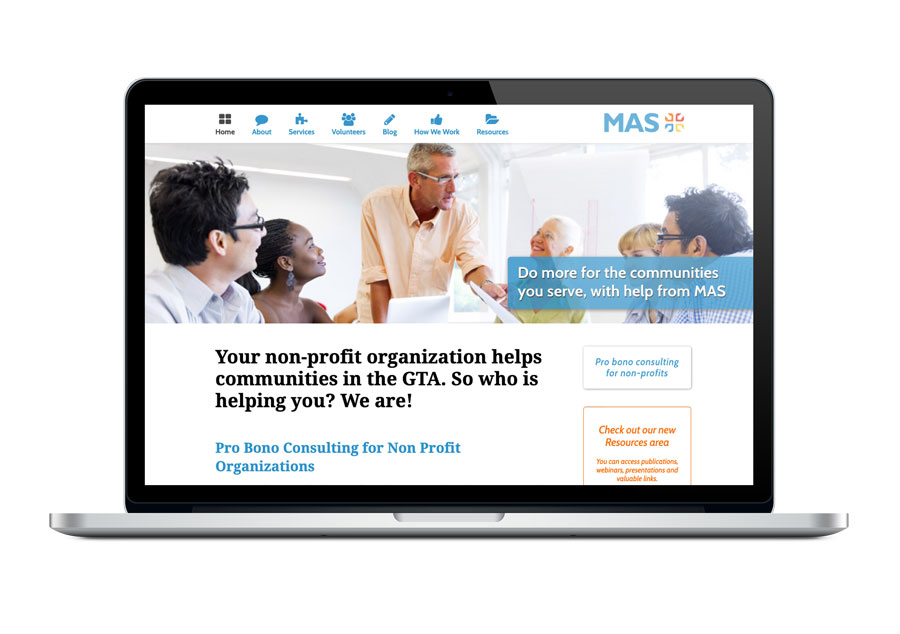 Home About Services Volunteers Blog How We Work Resources
MAS
Do more for the communities
you serve, with help from MAS
Your non-profit organization helps
communities in the GTA. So who is
helping you? We are!
Pro Bono Consulting for Non Profit
Organizations
Pro bono consulting
for non-profits
Check out our new
Resources area
You can access publications,
webinars, presentations and
valuable links.